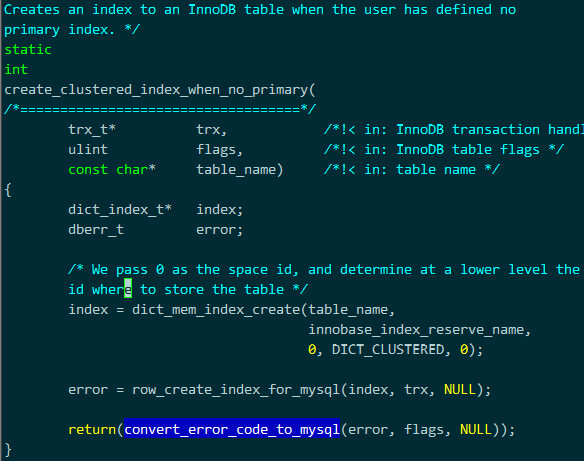 Creates an index to an InnoDB table when the user has defined no
primary index. */
static
int
create_clustered_index_when_no_primary(
/*===================================*/
        trx_t*          trx,            /*!< in: InnoDB transaction handl
        ulint           flags,          /*!< in: InnoDB table flags */
        const char*     table_name)     /*!< in: table name */
{
        dict_index_t*   index;
        dberr_t         error;

        /* We pass 0 as the space id, and determine at a lower level the
        id where to store the table */
        index = dict_mem_index_create(table_name,
                                      innobase_index_reserve_name,
                                      0, DICT_CLUSTERED, 0);

        error = row_create_index_for_mysql(index, trx, NULL);

        return(convert_error_code_to_mysql(error, flags, NULL));
}